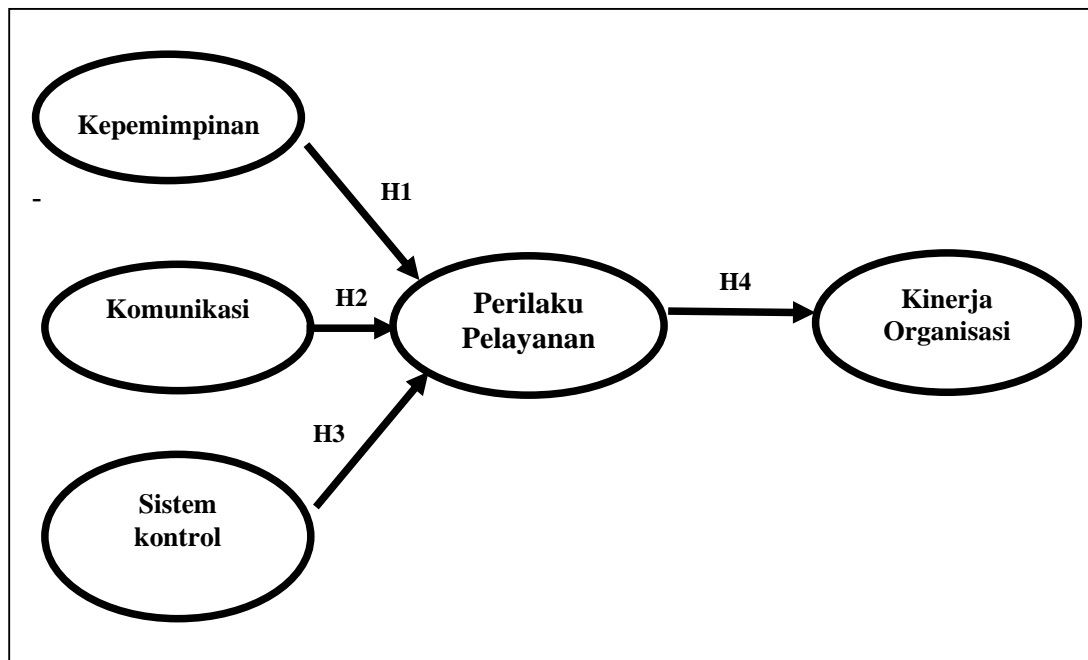 Kepemimpinan
-
H1
Komunikasi
H2
Perilaku
Pelayanan
H4
Kinerja
Organisasi
H3
Sistem
kontrol